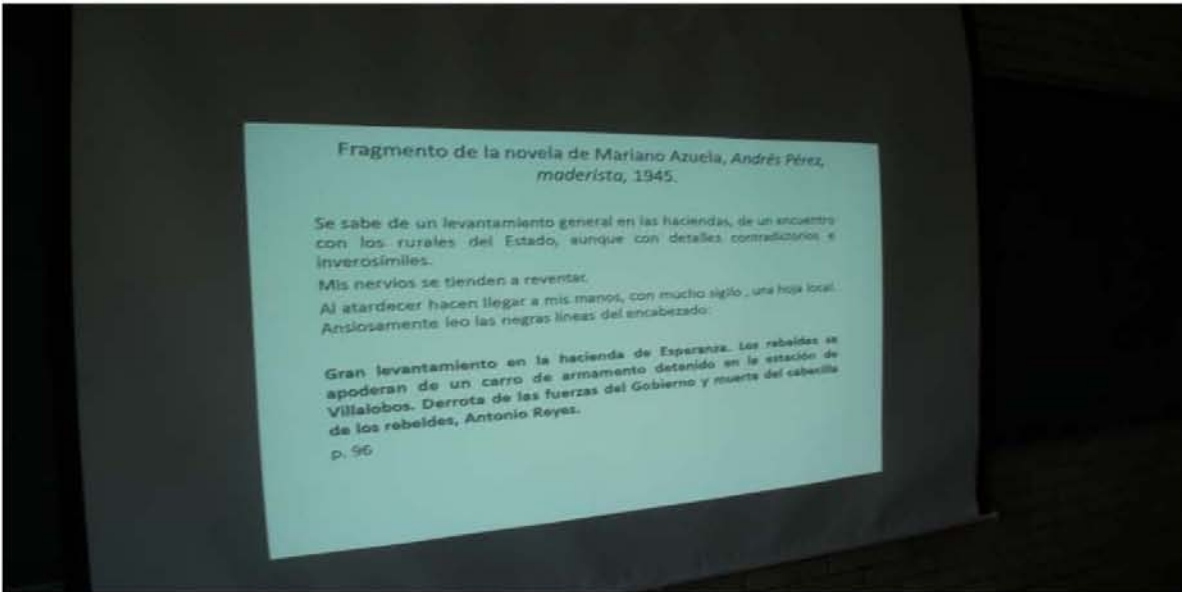 Fragmento de la novela de Mariano Azuela, Andrés Pérez,
maderista, 1945.
Se sabe de un levantamiento general en las haciendas, de un encuentro
con los rurales del Estado, aunque con detalles contradictorios e
inverosímiles.
Mis nervios se tienden a reventar.
Al atardecer hacen llegar a mis manos, con mucho sigilo , una hoja local.
Ansiosamente leo las negras líneas del encabezado:
Gran levantamiento en la hacienda de Esperanza. Los rebeldes se
apoderan de un carro de armamento detenido en la estación de
Villalobos. Derrota de las fuerzas del Gobierno y muerte del cabecilla
de los rebeldes, Antonio Reyes.
p. 96